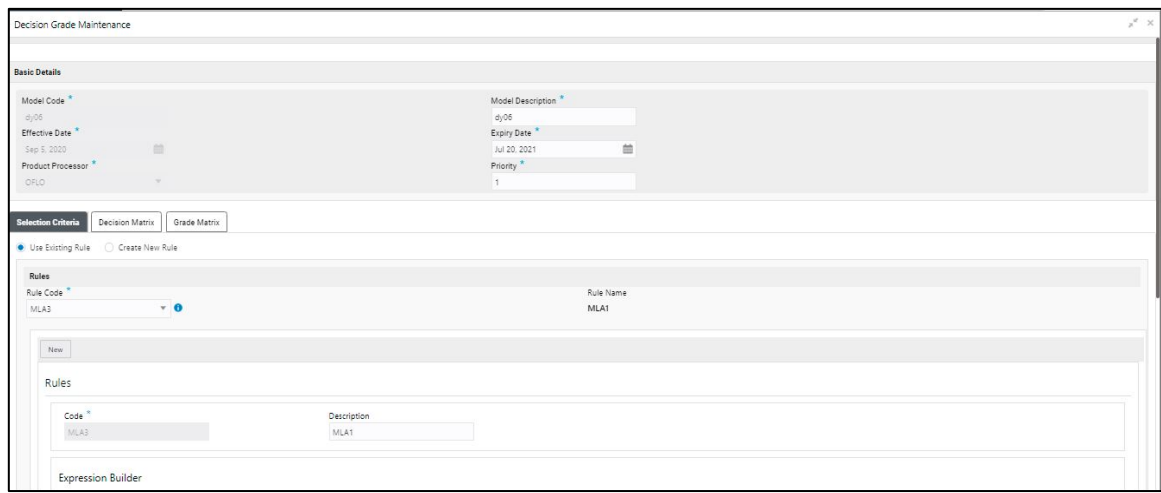 Decision Grade Maintenance
Basic Details
Model Code *
Model Description *
dy06
dy06
Effective Date *
Expiry Date *
Sep 5, 2020
Jul 20, 2021
Product Processor *
Priority *
OFLO
1
Selection Criteria Decision Matrix Grade Matrix
Use Existing Rule Create New Rule
Rules
Rule Code *
Rule Name
MLA3
MLA1
New
Rules
Code *
Description
MLA3
MLA1
Expression Builder